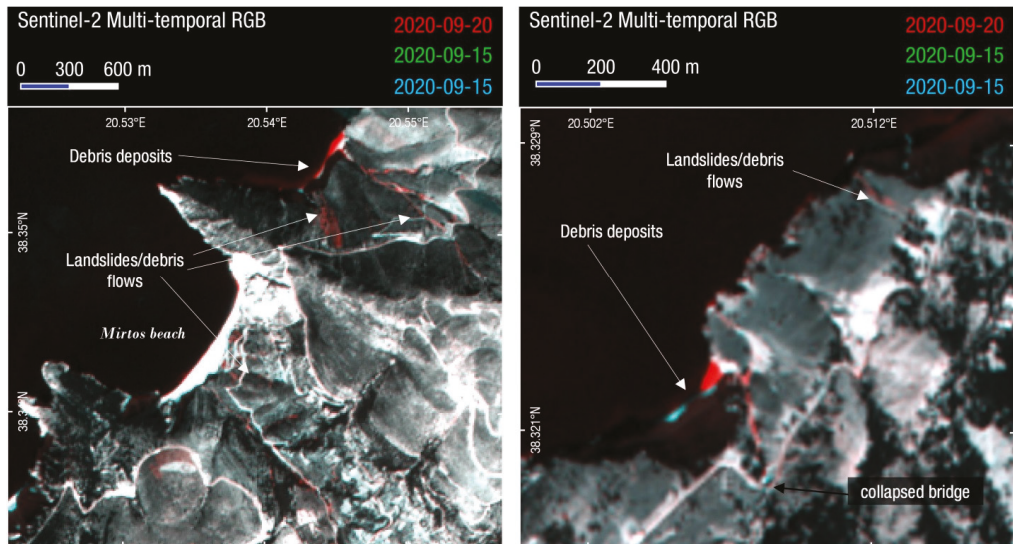 Sentinel-2 Multi-temporal RGB
2020-09-20
2020-09-15
2020-09-15
0 300 600 m
20.53°E 20.54°E 20.55°E
38.35°N
38.34°N
Debris deposits
Landslides/debris
flows
Mirtos beach
Sentinel-2 Multi-temporal RGB
2020-09-20
2020-09-15
2020-09-15
0 200 400 m
20.502°E 20.512°E
38.329°N
38.321°N
Landslides/debris
flows
Debris deposits
collapsed bridge